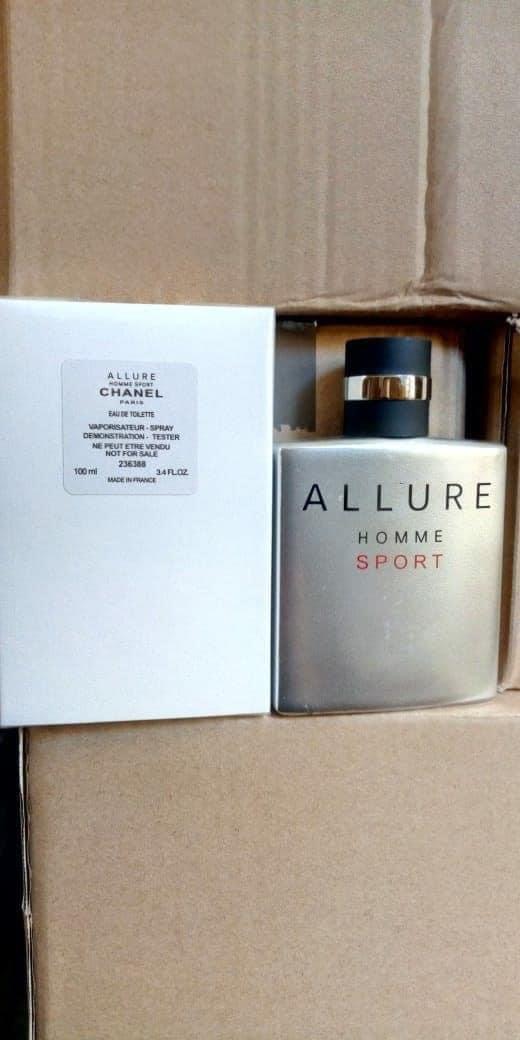 ALLURE
HOMME SPORT
CHANEL
PARIS
EAU DE TOILETTE
VAPORISATEUR - SPRAY
DEMONSTRATION - TESTER
NE PEUT ETRE VENDU
NOT FOR SALE
236388
100 ml 3.4 FL.OZ.
MADE IN FRANCE
ALLURE
HOMME
SPORT